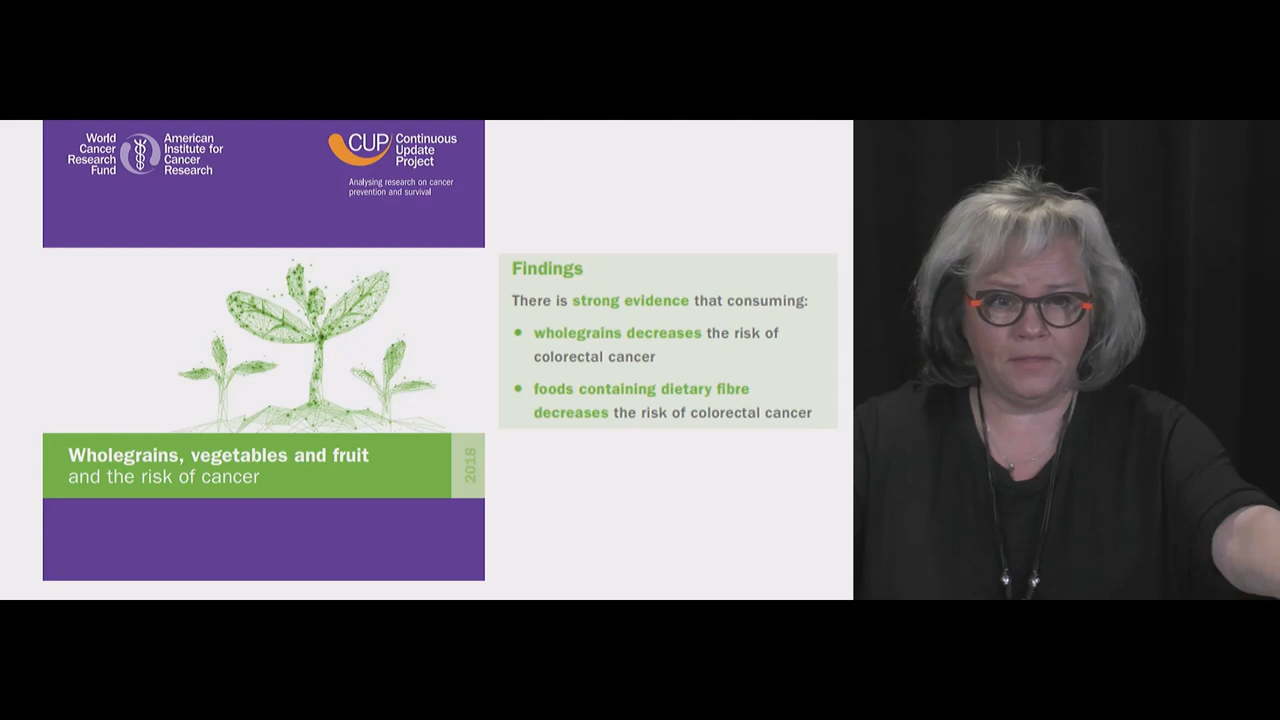 World
Cancer
Research
Fund
American
Institute for
Cancer
Research
CUP
Continuous
Update
Project
Analysing research on cancer
prevention and survival
Findings
There is strong evidence that consuming:
• wholegrains decreases the risk of
colorectal cancer
• foods containing dietary fibre
decreases the risk of colorectal cancer
Wholegrains, vegetables and fruit
and the risk of cancer
2018